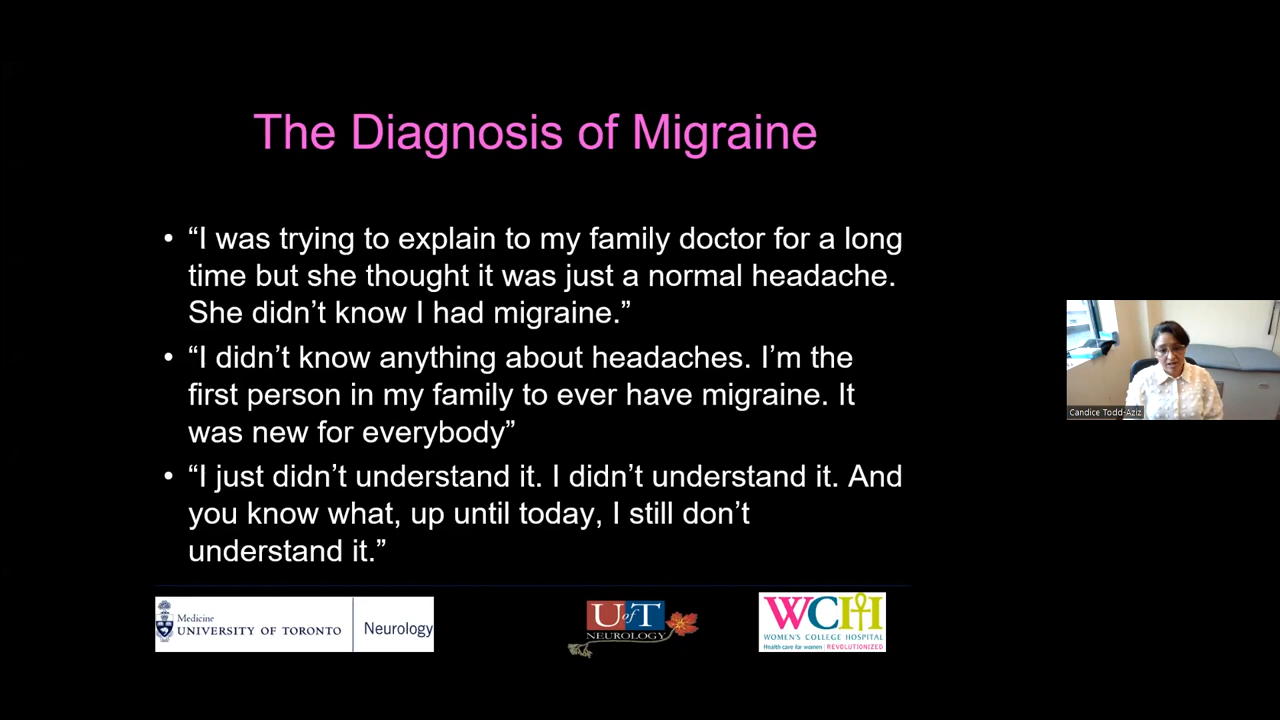 The Diagnosis of Migraine
• “I was trying to explain to my family doctor for a long
time but she thought it was just a normal headache.
She didn’t know I had migraine.”
• “I didn’t know anything about headaches. I’m the
first person in my family to ever have migraine. It
was new for everybody”
• “I just didn’t understand it. I didn’t understand it. And
you know what, up until today, I still don’t
understand it.”
Candice Todd-Aziz
Medicine
UNIVERSITY OF TORONTO
Neurology
U of T
NEUROLOGY
WCH
WOMEN'S COLLEGE HOSPITAL
Health care for women | REVOLUTIONIZED